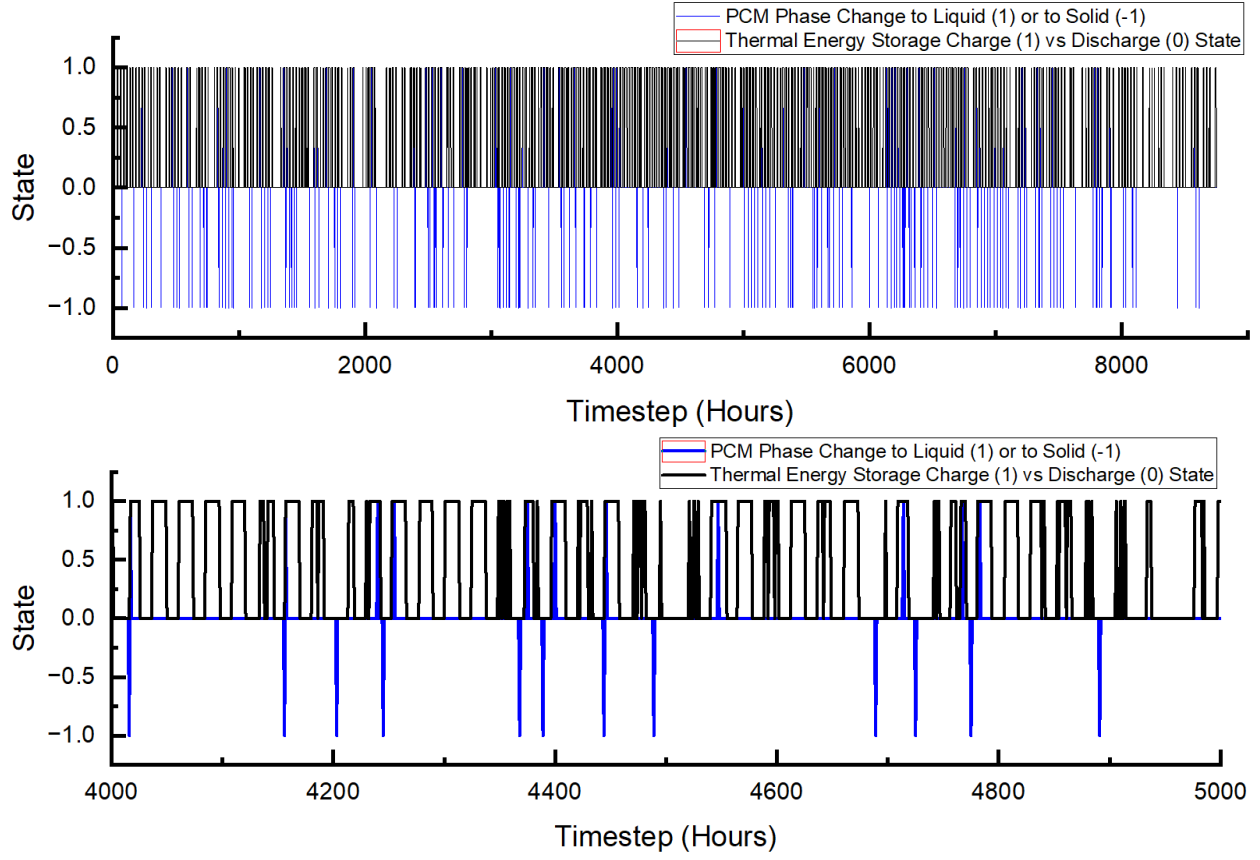 PCM Phase Change to Liquid (1) or to Solid (-1)
Thermal Energy Storage Charge (1) vs Discharge (0) State
1.0
0.5
0.0
−0.5
−1.0
State
0 2000 4000 6000 8000
Timestep (Hours)
PCM Phase Change to Liquid (1) or to Solid (-1)
Thermal Energy Storage Charge (1) vs Discharge (0) State
1.0
0.5
0.0
−0.5
−1.0
State
4000 4200 4400 4600 4800 5000
Timestep (Hours)